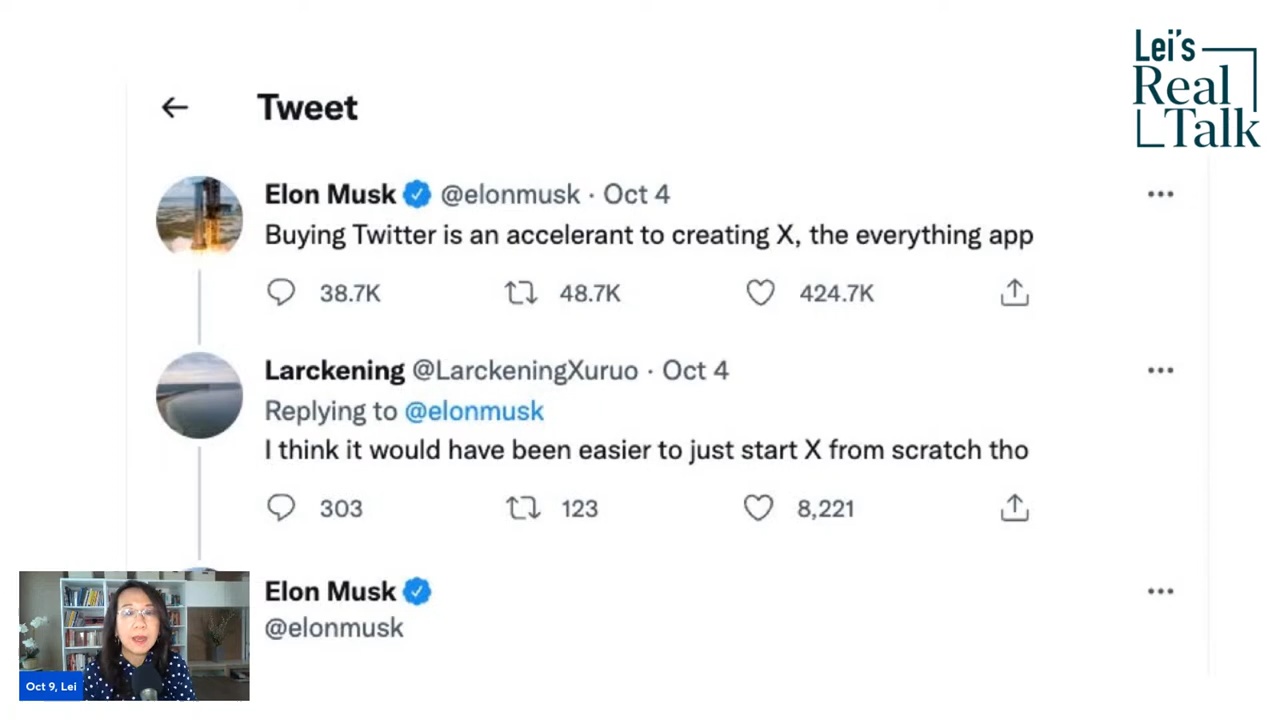 Lei's
Real
Talk
Tweet
Elon Musk @elonmusk · Oct 4
Buying Twitter is an accelerant to creating X, the everything app
38.7K 48.7K 424.7K
Larckening @LarckeningXuruo · Oct 4
Replying to @elonmusk
I think it would have been easier to just start X from scratch tho
303 123 8,221
Elon Musk
@elonmusk
Oct 9, Lei